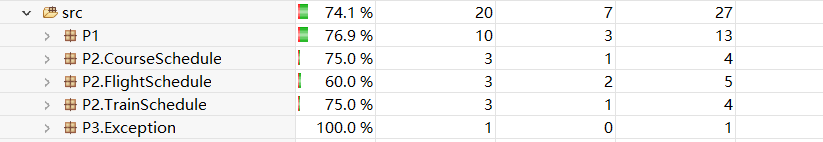 src 74.1 % 20 7 27
P1 76.9 % 10 3 13
P2.CourseSchedule 75.0 % 3 1 4
P2.FlightSchedule 60.0 % 3 2 5
P2.TrainSchedule 75.0 % 3 1 4
P3.Exception 100.0 % 1 0 1